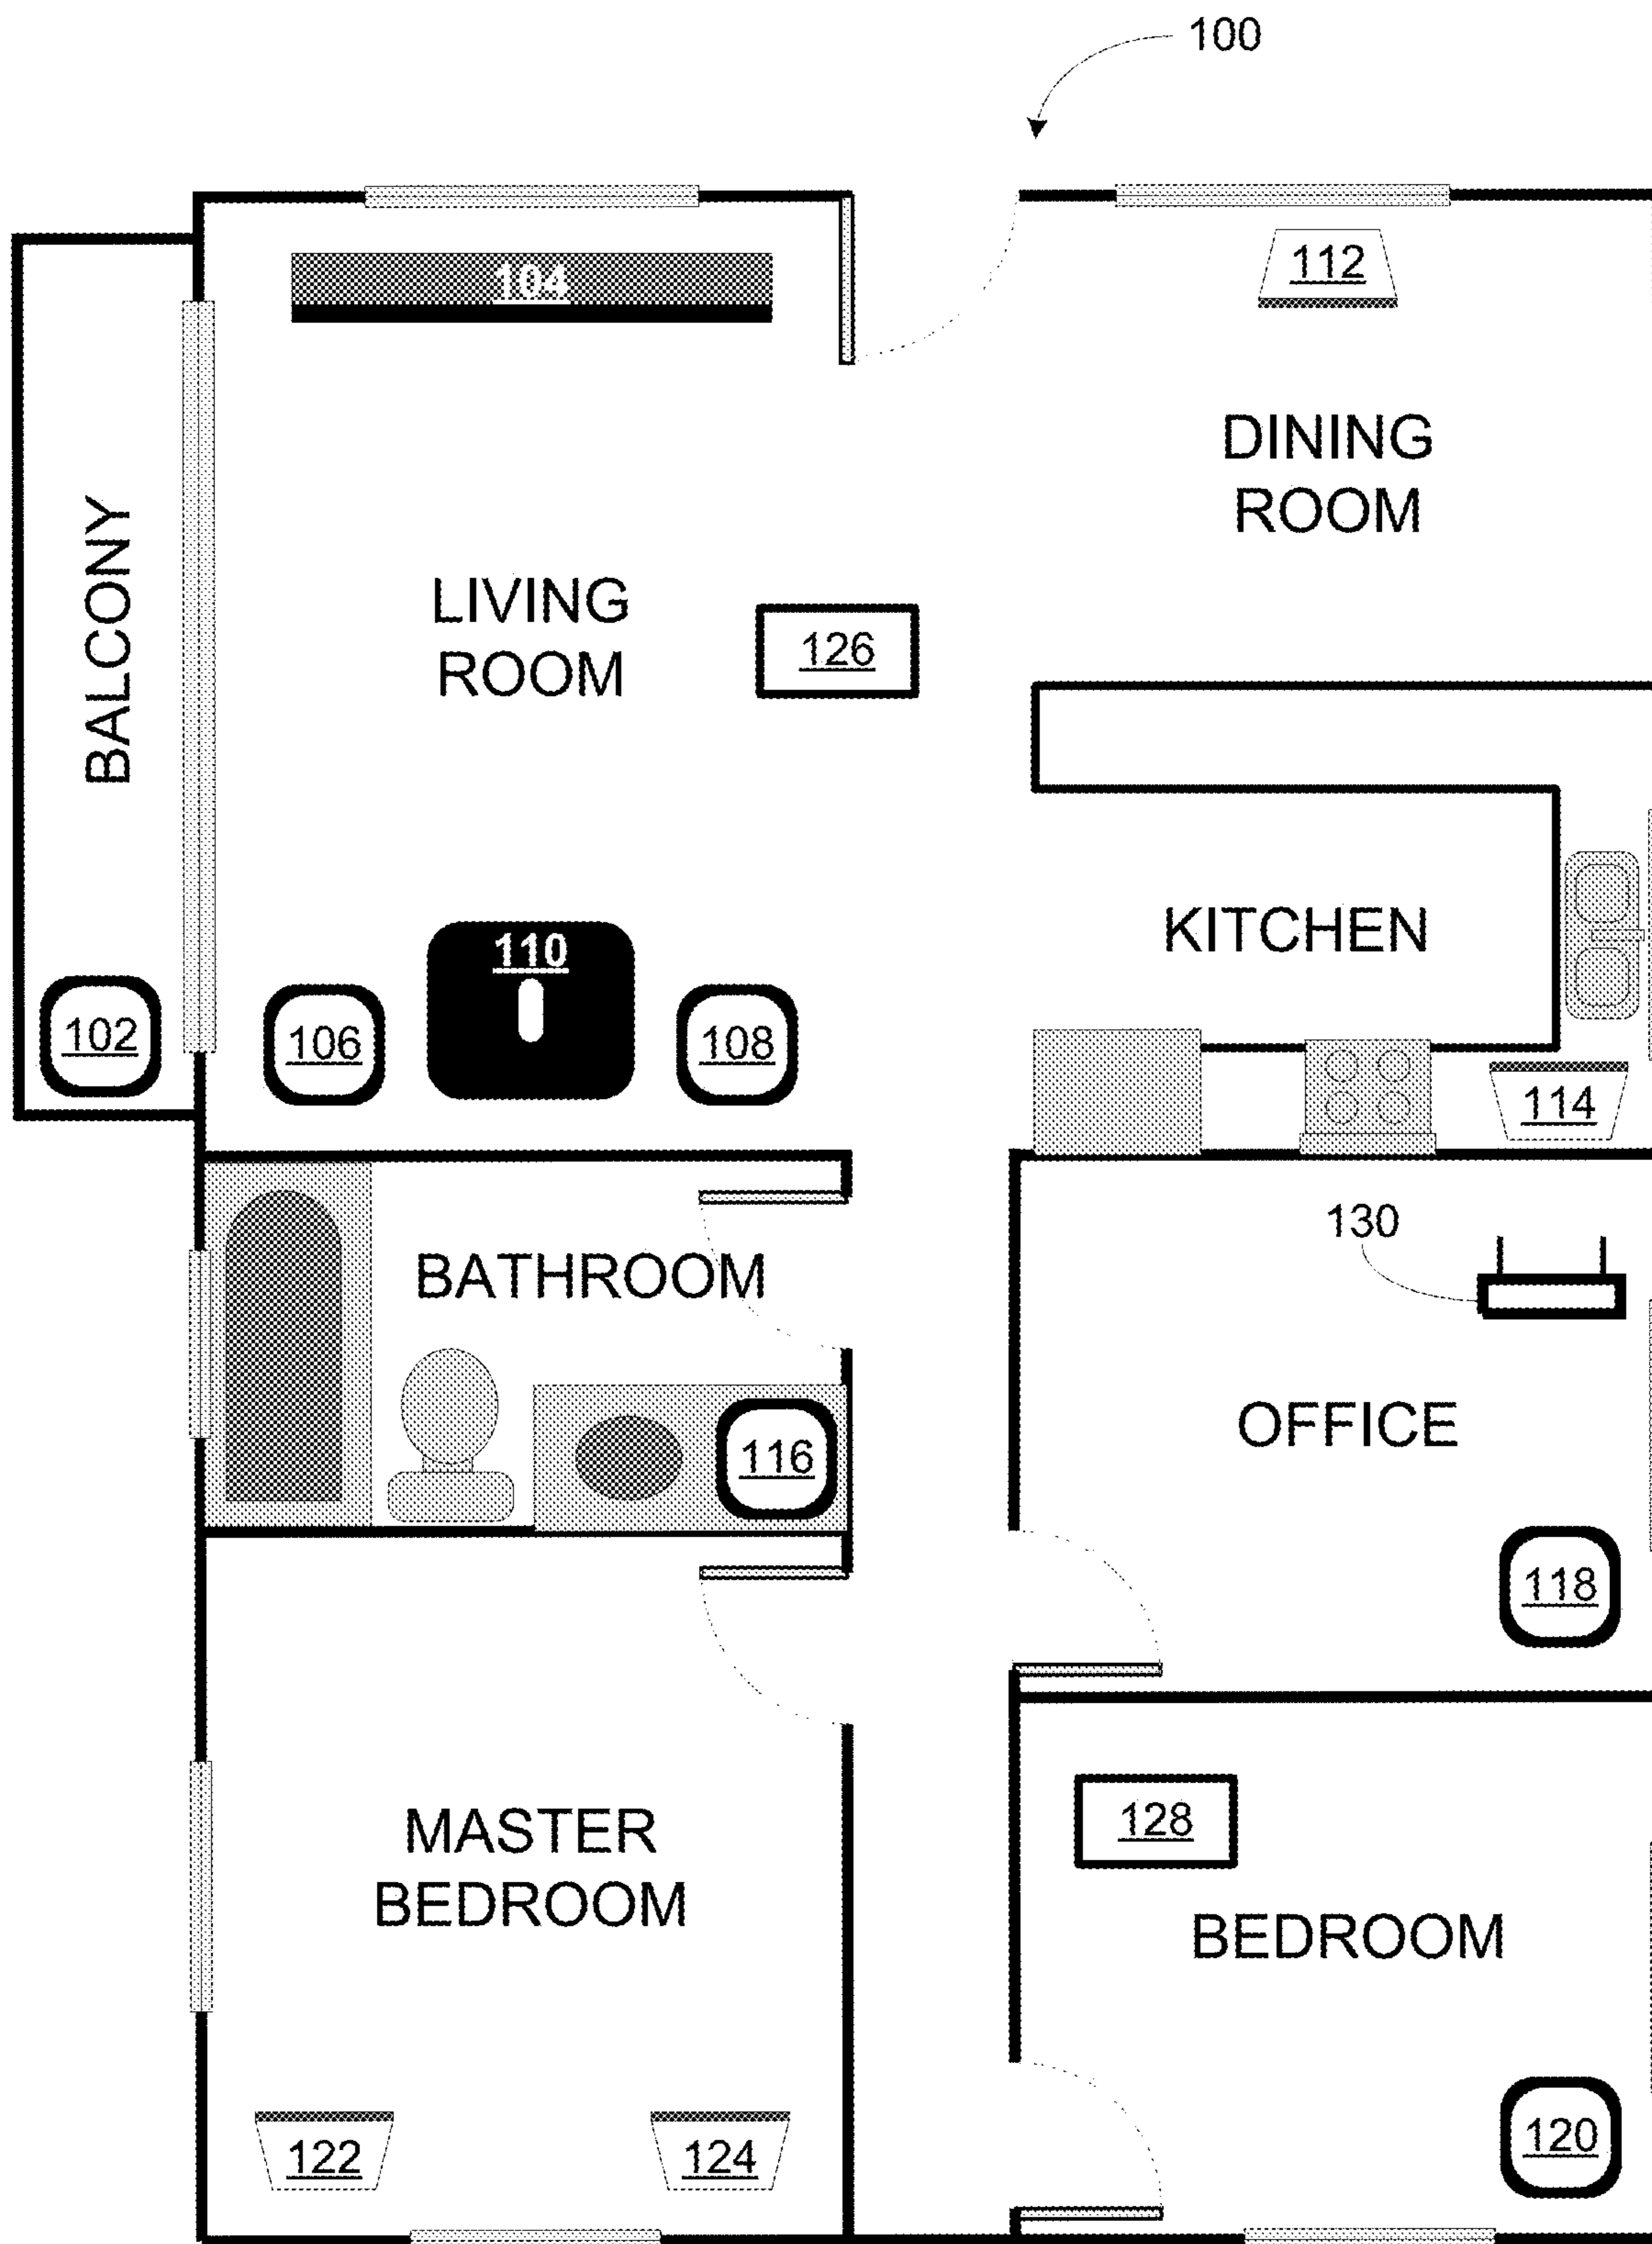 100
104
112
DINING
ROOM
BALCONY
LIVING
ROOM
126
KITCHEN
110
102
106
108
114
130
BATHROOM
OFFICE
116
118
128
MASTER
BEDROOM
BEDROOM
122
124
120